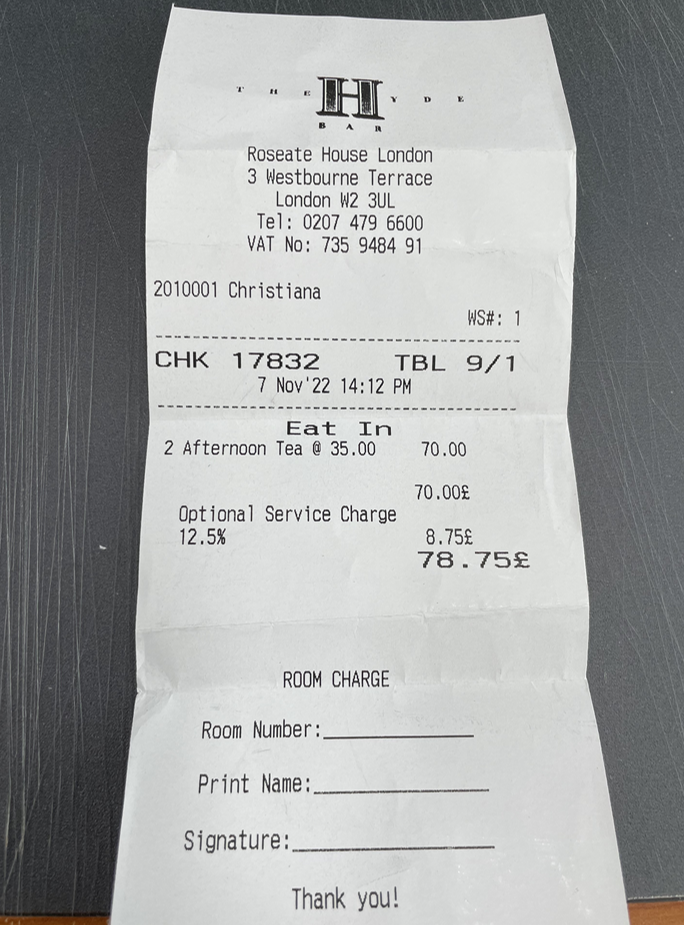 THE H YDE
BAR
Roseate House London
3 Westbourne Terrace
London W2 3UL
Tel: 0207 479 6600
VAT No: 735 9484 91
2010001 Christiana
WS#: 1
CHK 17832 TBL 9/1
7 Nov'22 14:12 PM
Eat In
2 Afternoon Tea @ 35.00 70.00
70.00£
Optional Service Charge
12.5% 8.75£
78.75£
ROOM CHARGE
Room Number:
Print Name:
Signature:
Thank you!